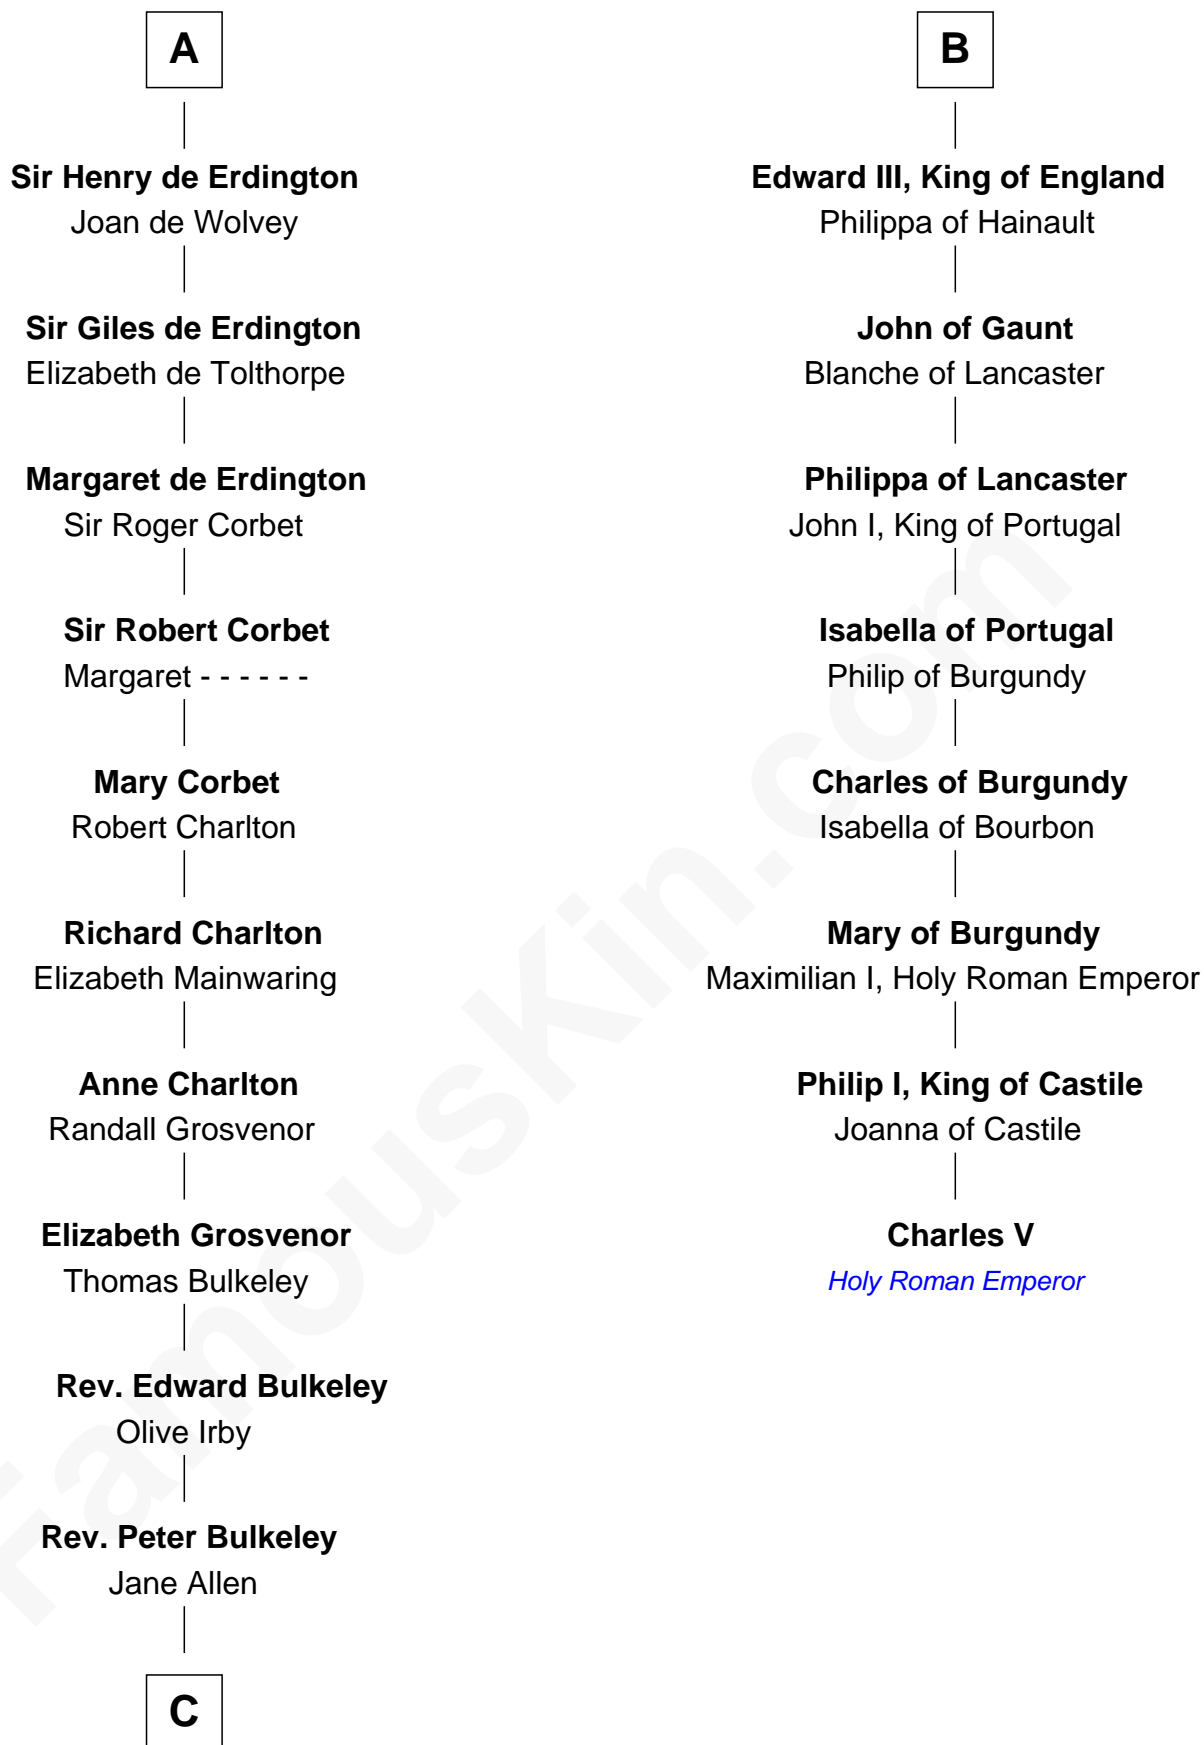 A
Sir Henry de Erdington
Joan de Wolvey
Sir Giles de Erdington
Elizabeth de Tolthorpe
Margaret de Erdington
Sir Roger Corbet
Sir Robert Corbet
Margaret - - - - - -
Mary Corbet
Robert Charlton
Richard Charlton
Elizabeth Mainwaring
Anne Charlton
Randall Grosvenor
Elizabeth Grosvenor
Thomas Bulkeley
Rev. Edward Bulkeley
Olive Irby
Rev. Peter Bulkeley
Jane Allen
C
B
Edward III, King of England
Philippa of Hainault
John of Gaunt
Blanche of Lancaster
Philippa of Lancaster
John I, King of Portugal
Isabella of Portugal
Philip of Burgundy
Charles of Burgundy
Isabella of Bourbon
Mary of Burgundy
Maximilian I, Holy Roman Emperor
Philip I, King of Castile
Joanna of Castile
Charles V
Holy Roman Emperor
FamousKin.com